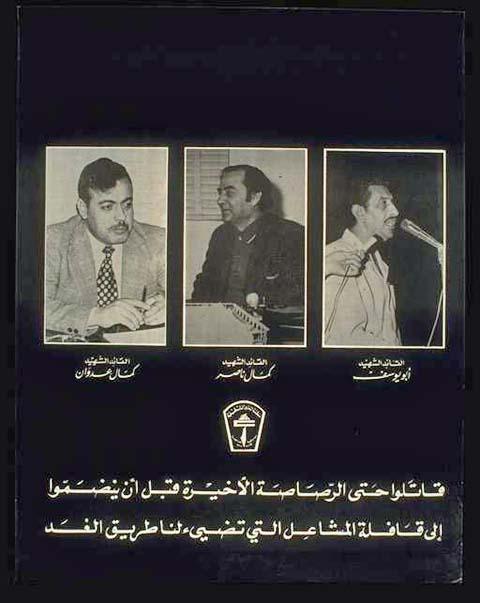 القائد الشهيد
أبو يوسف
القائد الشهيد
كمال ناصر
القائد الشهيد
كمال عدوان
قاتلوا حتى الرصاصة الأخيرة قبل أن ينضموا
إلى قافلة المشاعل التي تضيىء لنا طريق الغد